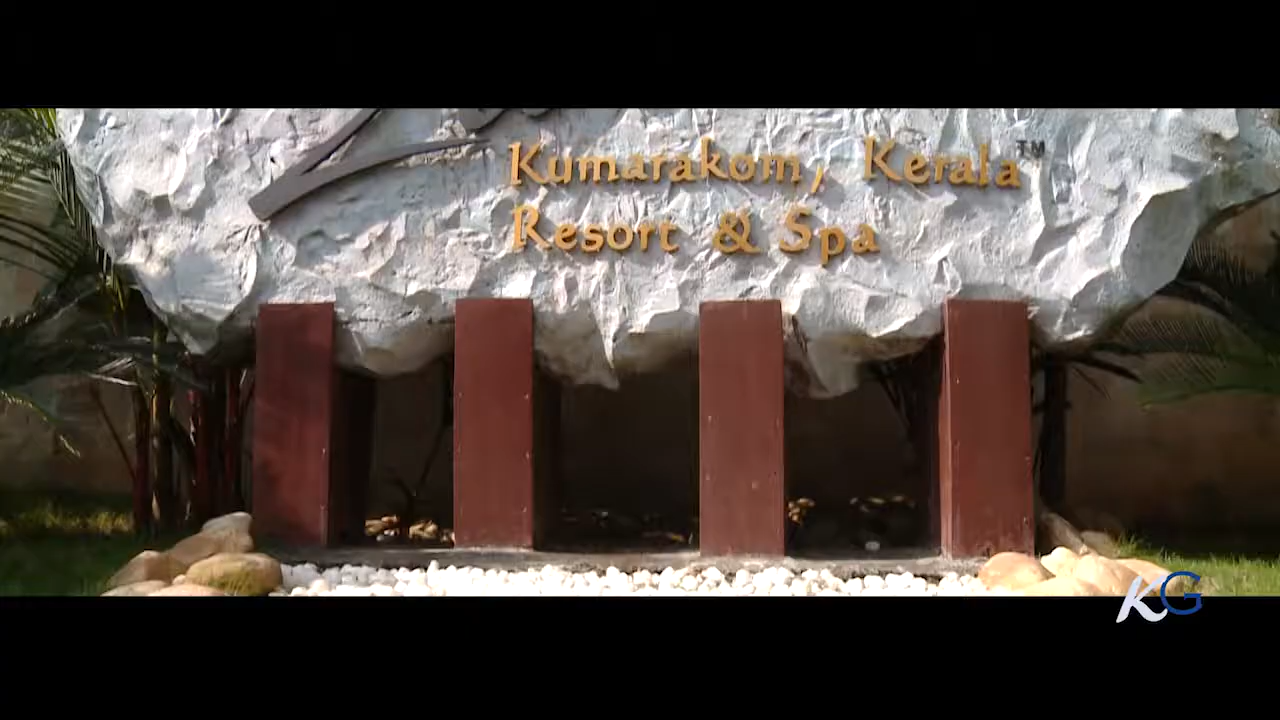 Kumarakom, Kerala™
Resort & Spa
KG